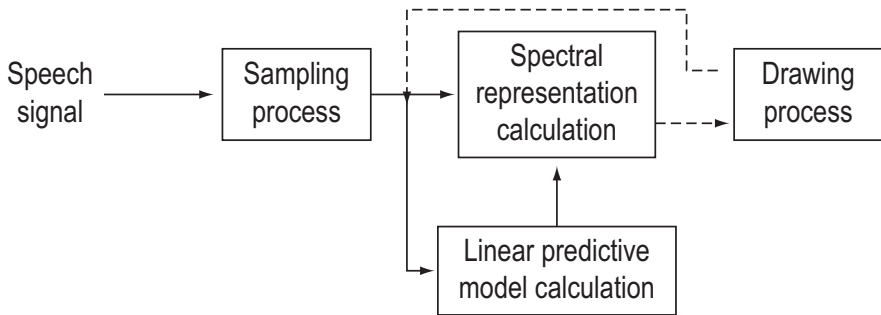 Speech
signal
Sampling
process
Spectral
representation
calculation
Drawing
process
Linear predictive
model calculation